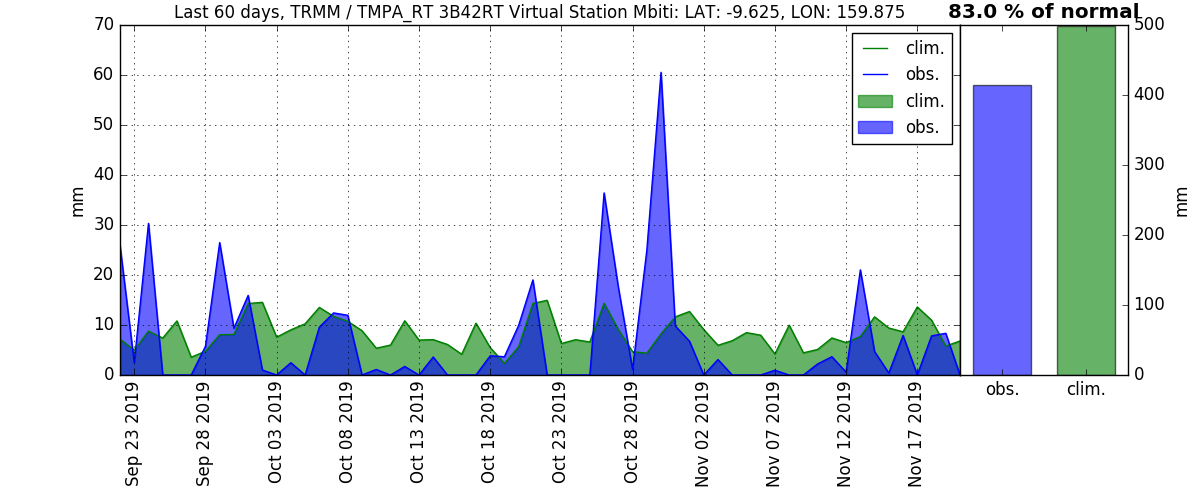 Last 60 days, TRMM / TMPA_RT 3B42RT Virtual Station Mbiti: LAT: -9.625, LON: 159.875
83.0 % of normal
70
60
50
40
30
20
10
0
mm
clim.
obs.
clim.
obs.
500
400
300
200
100
0
mm
obs.
clim.
Sep 23 2019
Sep 28 2019
Oct 03 2019
Oct 08 2019
Oct 13 2019
Oct 18 2019
Oct 23 2019
Oct 28 2019
Nov 02 2019
Nov 07 2019
Nov 12 2019
Nov 17 2019